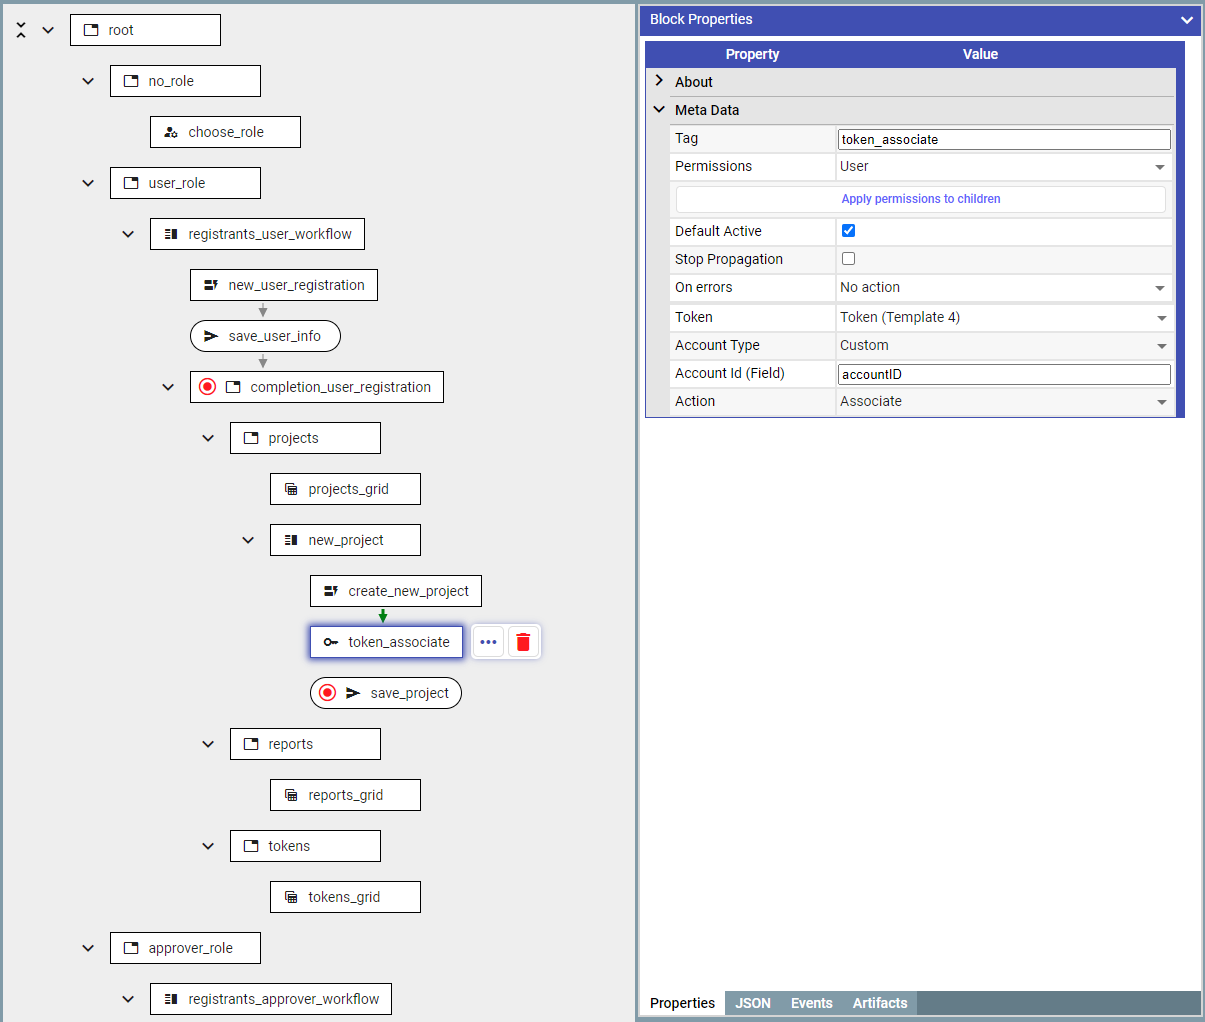 root
no_role
choose_role
user_role
registrants_user_workflow
new_user_registration
save_user_info
completion_user_registration
projects
projects_grid
new_project
create_new_project
token_associate
save_project
reports
reports_grid
tokens
tokens_grid
approver_role
registrants_approver_workflow
Block Properties
Property Value
About
Meta Data
Tag token_associate
Permissions User
Apply permissions to children
Default Active
Stop Propagation
On errors No action
Token Token (Template 4)
Account Type Custom
Account Id (Field) accountID
Action Associate
Properties JSON Events Artifacts